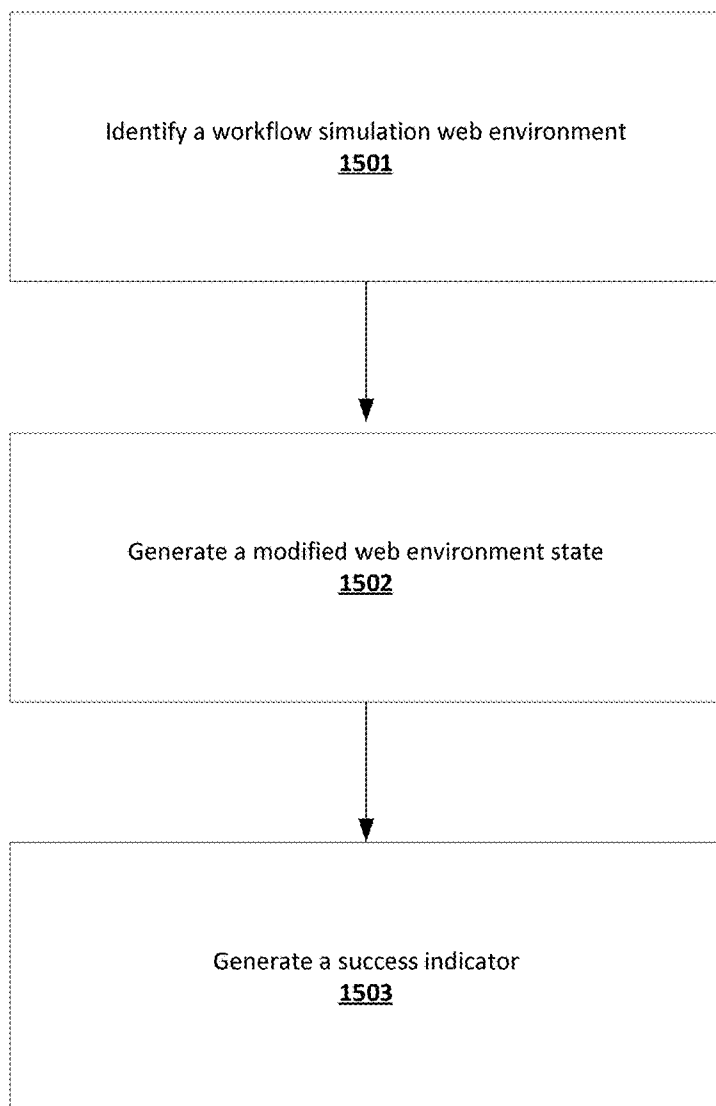 Identify a workflow simulation web environment
1501
Generate a modified web environment state
1502
Generate a success indicator
1503